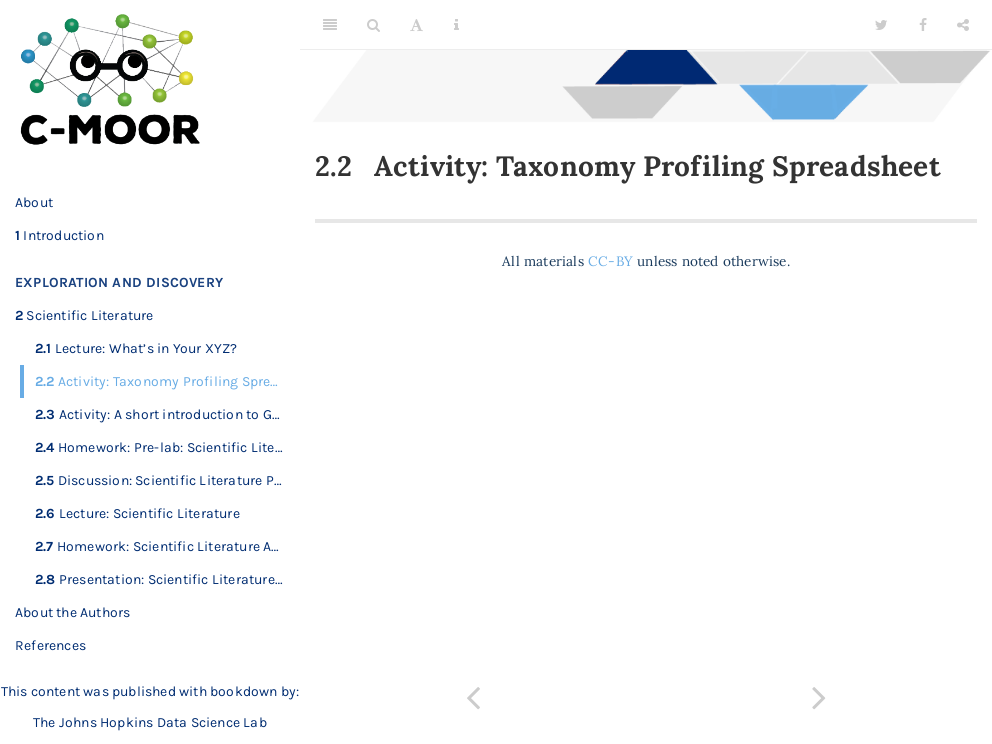 C-MOOR
About
1 Introduction
EXPLORATION AND DISCOVERY
2 Scientific Literature
2.1 Lecture: What's in Your XYZ?
2.2 Activity: Taxonomy Profiling Spre…
2.3 Activity: A short introduction to G…
2.4 Homework: Pre-lab: Scientific Lite…
2.5 Discussion: Scientific Literature P…
2.6 Lecture: Scientific Literature
2.7 Homework: Scientific Literature A…
2.8 Presentation: Scientific Literature…
About the Authors
References
This content was published with bookdown by:
The Johns Hopkins Data Science Lab
2.2 Activity: Taxonomy Profiling Spreadsheet
All materials CC-BY unless noted otherwise.